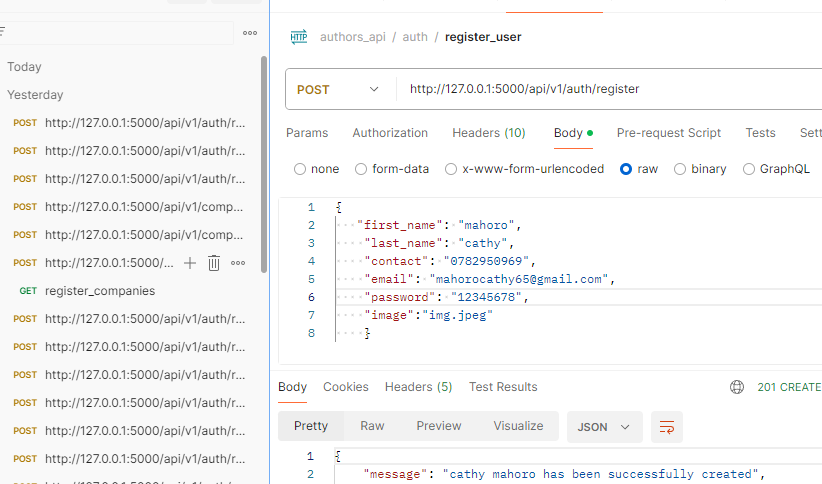 Today
Yesterday
POST http://127.0.0.1:5000/api/v1/auth/r...
POST http://127.0.0.1:5000/api/v1/auth/r...
POST http://127.0.0.1:5000/api/v1/auth/r...
POST http://127.0.0.1:5000/api/v1/comp...
POST http://127.0.0.1:5000/api/v1/comp...
POST http://127.0.0.1:5000/...
GET register_companies
POST http://127.0.0.1:5000/api/v1/auth/r...
POST http://127.0.0.1:5000/api/v1/auth/r...
POST http://127.0.0.1:5000/api/v1/auth/r...
POST http://127.0.0.1:5000/api/v1/auth/r...
POST http://127.0.0.1:5000/api/v1/auth/r...
POST http://127.0.0.1:5000/api/v1/auth/r...
HTTP authors_api / auth / register_user
POST http://127.0.0.1:5000/api/v1/auth/register
Params Authorization Headers (10) Body Pre-request Script Tests Sett
none form-data x-www-form-urlencoded raw binary GraphQL
1 {
2 "first_name": "mahoro",
3 "last_name": "cathy",
4 "contact": "0782950969",
5 "email": "mahorocathy65@gmail.com",
6 "password": "12345678",
7 "image":"img.jpeg"
8 }
Body Cookies Headers (5) Test Results 201 CREATE
Pretty Raw Preview Visualize JSON
1 {
2 "message": "cathy mahoro has been successfully created",